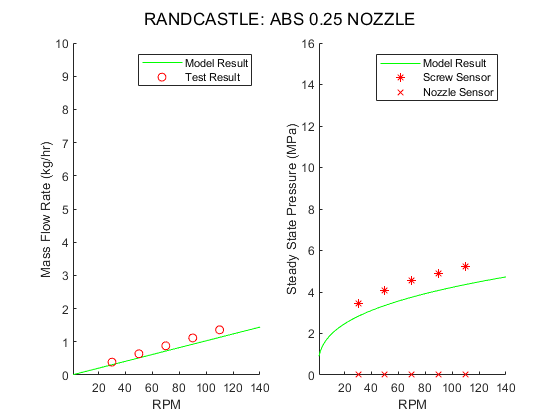 RANDCASTLE: ABS 0.25 NOZZLE
Mass Flow Rate (kg/hr)
10
9
8
7
6
5
4
3
2
1
0
20 40 60 80 100 120 140
RPM
Model Result
Test Result
Steady State Pressure (MPa)
16
14
12
10
8
6
4
2
0
20 40 60 80 100 120 140
RPM
Model Result
Screw Sensor
Nozzle Sensor